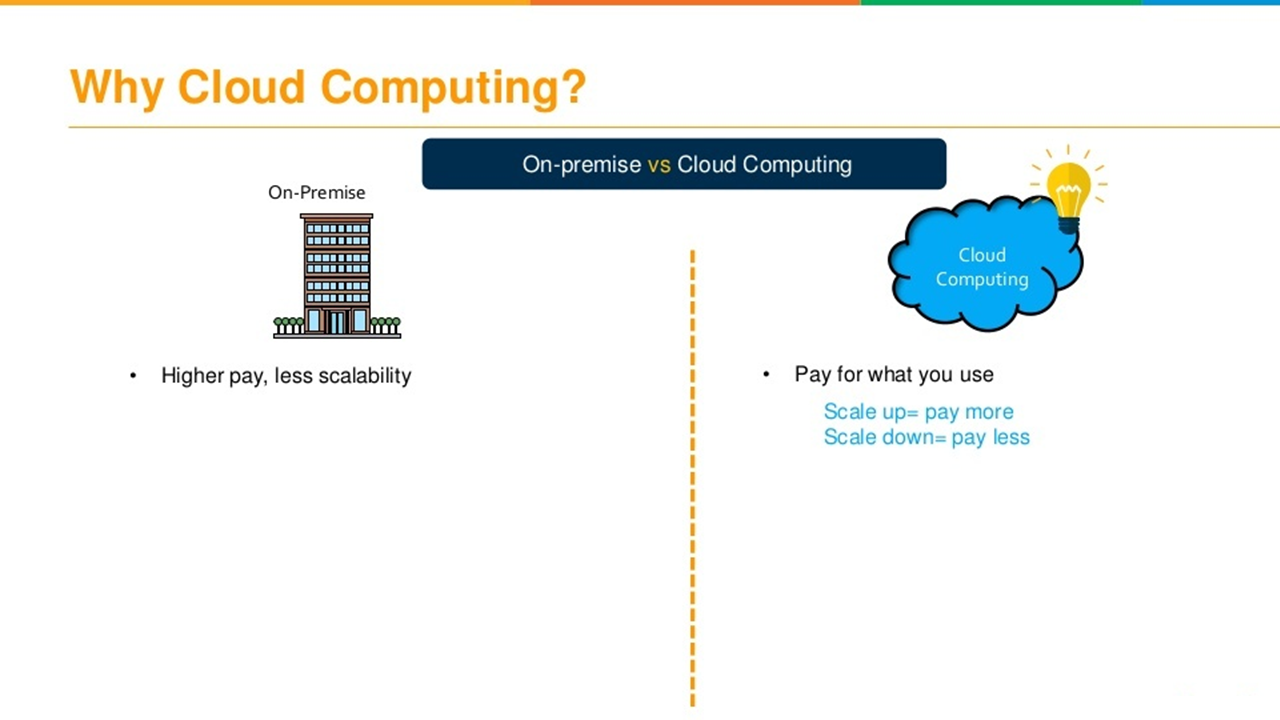 Why Cloud Computing?
On-premise vs Cloud Computing
On-Premise
Cloud
Computing
• Higher pay, less scalability
• Pay for what you use
Scale up= pay more
Scale down= pay less